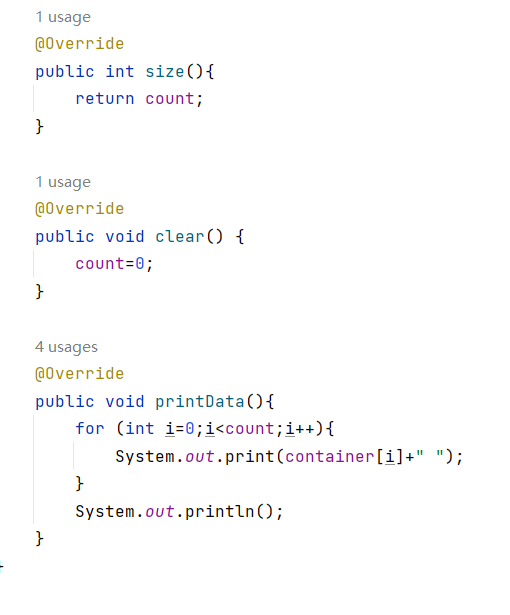 1 usage
@Override
public int size(){
    return count;
}
1 usage
@Override
public void clear() {
    count=0;
}
4 usages
@Override
public void printData(){
    for (int i=0;i<count;i++){
        System.out.print(container[i]+" ");
    }
    System.out.println();
}